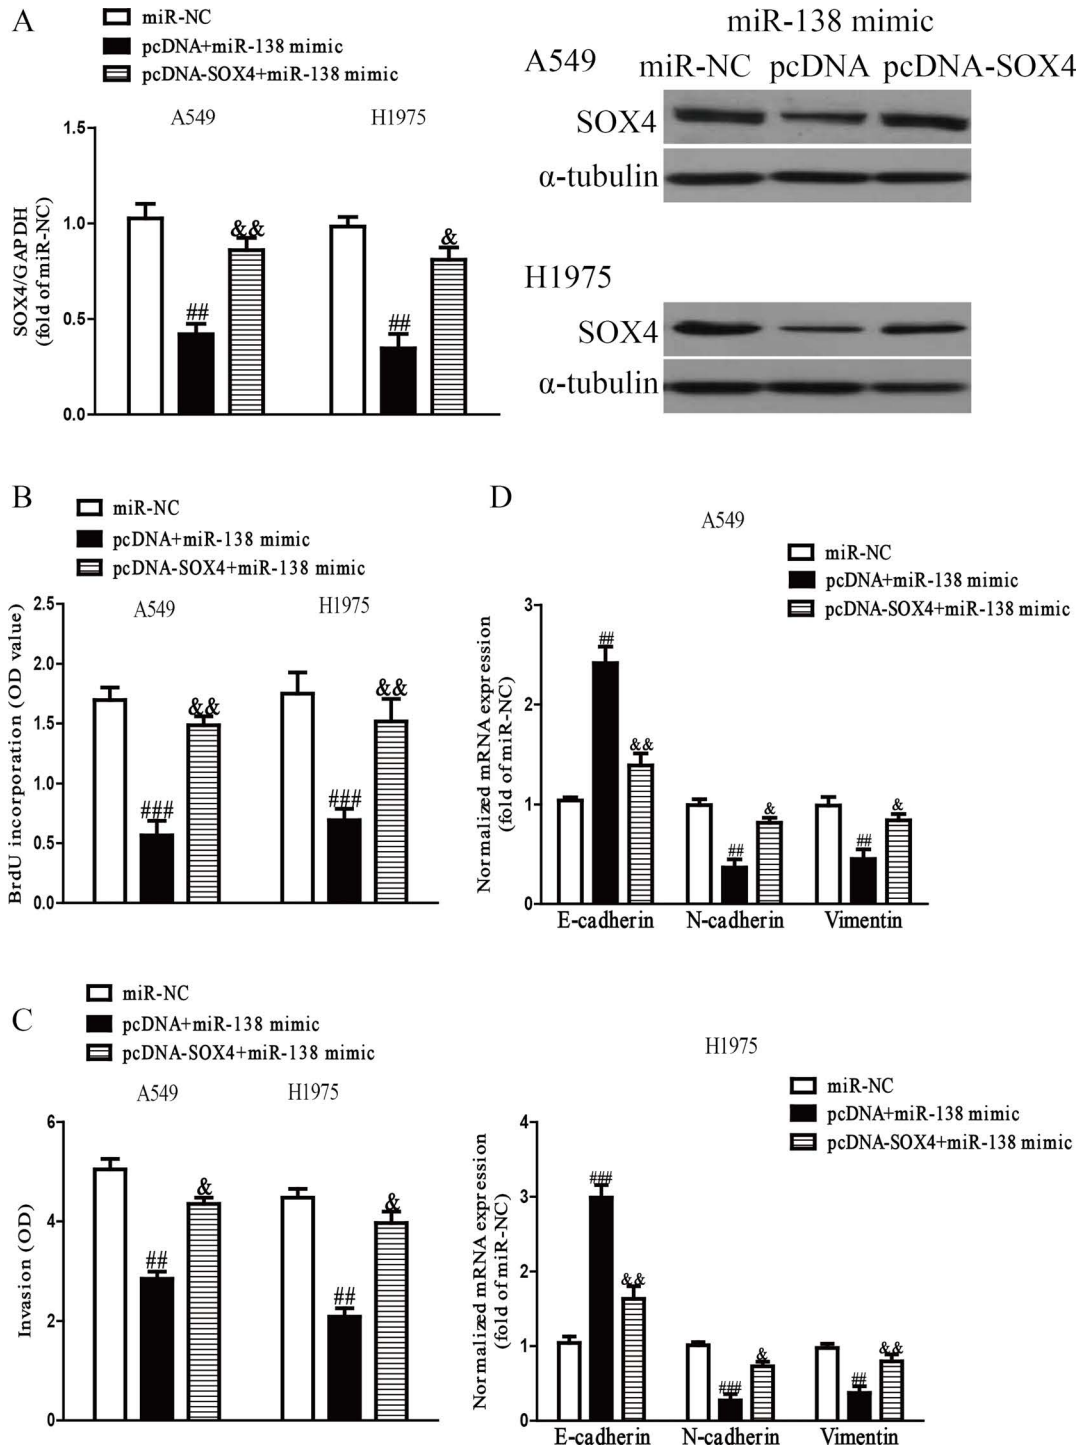 A
miR-NC
pcDNA+miR-138 mimic
pcDNA-SOX4+miR-138 mimic
A549
H1975
1.5
1.0
0.5
0.0
SOX4/GAPDH
(fold of miR-NC)
##
&&
##
&
miR-138 mimic
A549
miR-NC pcDNA pcDNA-SOX4
SOX4
α-tubulin
H1975
SOX4
α-tubulin
B
miR-NC
pcDNA+miR-138 mimic
pcDNA-SOX4+miR-138 mimic
A549
H1975
2.5
2.0
1.5
1.0
0.5
0.0
BrdU incorporation (OD value)
###
&&
###
&&
C
miR-NC
pcDNA+miR-138 mimic
pcDNA-SOX4+miR-138 mimic
A549
H1975
6
4
2
0
Invasion (OD)
##
&
##
&
D
A549
miR-NC
pcDNA+miR-138 mimic
pcDNA-SOX4+miR-138 mimic
3
2
1
0
Normalized mRNA expression
(fold of miR-NC)
##
&&
##
&
##
&
E-cadherin N-cadherin Vimentin
H1975
miR-NC
pcDNA+miR-138 mimic
pcDNA-SOX4+miR-138 mimic
4
3
2
1
0
Normalized mRNA expression
(fold of miR-NC)
###
&&
###
&
##
&&
E-cadherin N-cadherin Vimentin